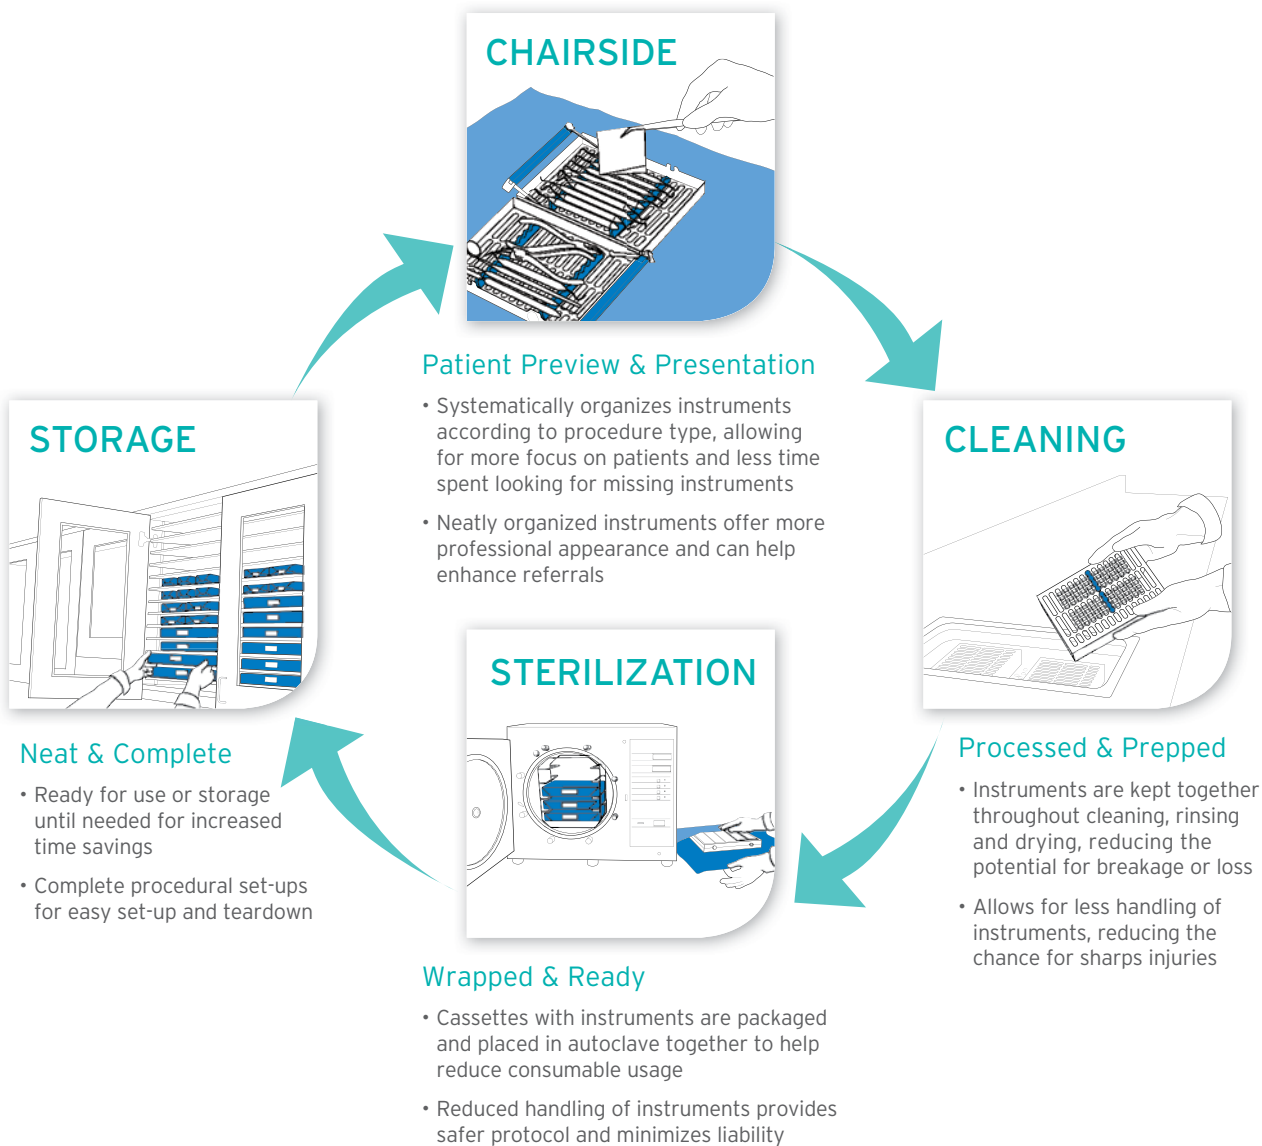 CHAIRSIDE
Patient Preview & Presentation
• Systematically organizes instruments
according to procedure type, allowing
for more focus on patients and less time
spent looking for missing instruments
• Neatly organized instruments offer more
professional appearance and can help
enhance referrals
CLEANING
Processed & Prepped
• Instruments are kept together
throughout cleaning, rinsing
and drying, reducing the
potential for breakage or loss
• Allows for less handling of
instruments, reducing the
chance for sharps injuries
STERILIZATION
Wrapped & Ready
• Cassettes with instruments are packaged
and placed in autoclave together to help
reduce consumable usage
• Reduced handling of instruments provides
safer protocol and minimizes liability
STORAGE
Neat & Complete
• Ready for use or storage
until needed for increased
time savings
• Complete procedural set-ups
for easy set-up and teardown